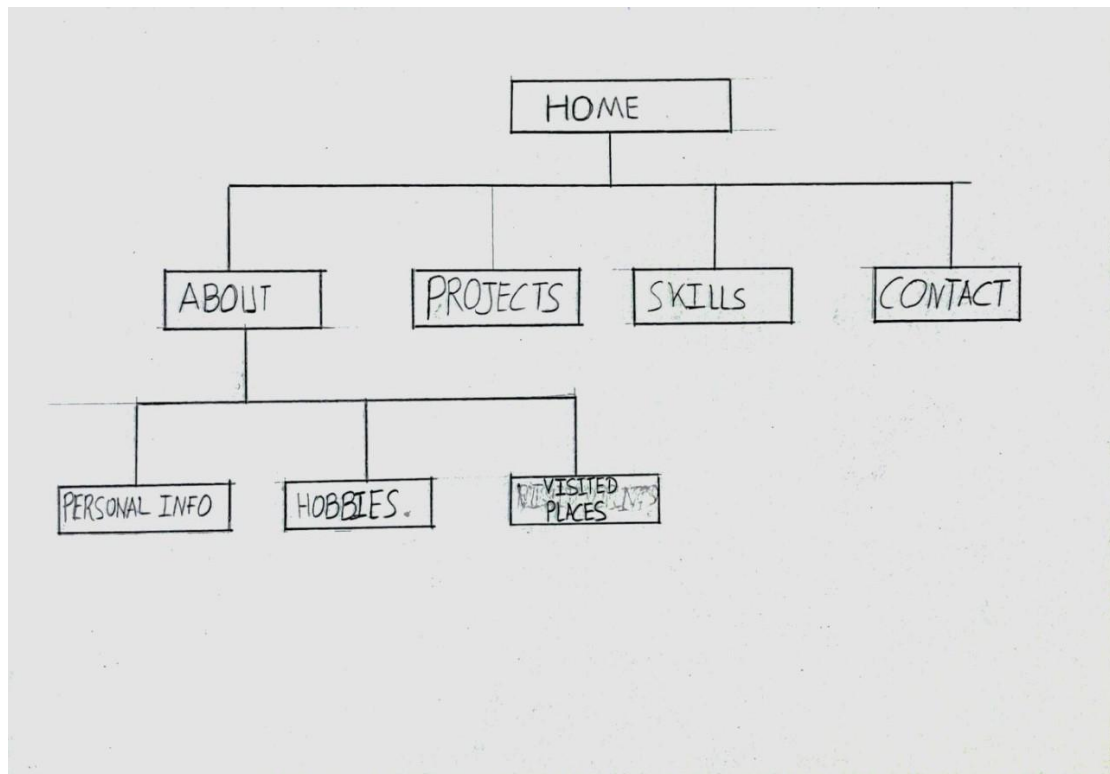 HOME
ABOUT
PROJECTS
SKILLS
CONTACT
PERSONAL INFO
HOBBIES.
VISITED
PLACES